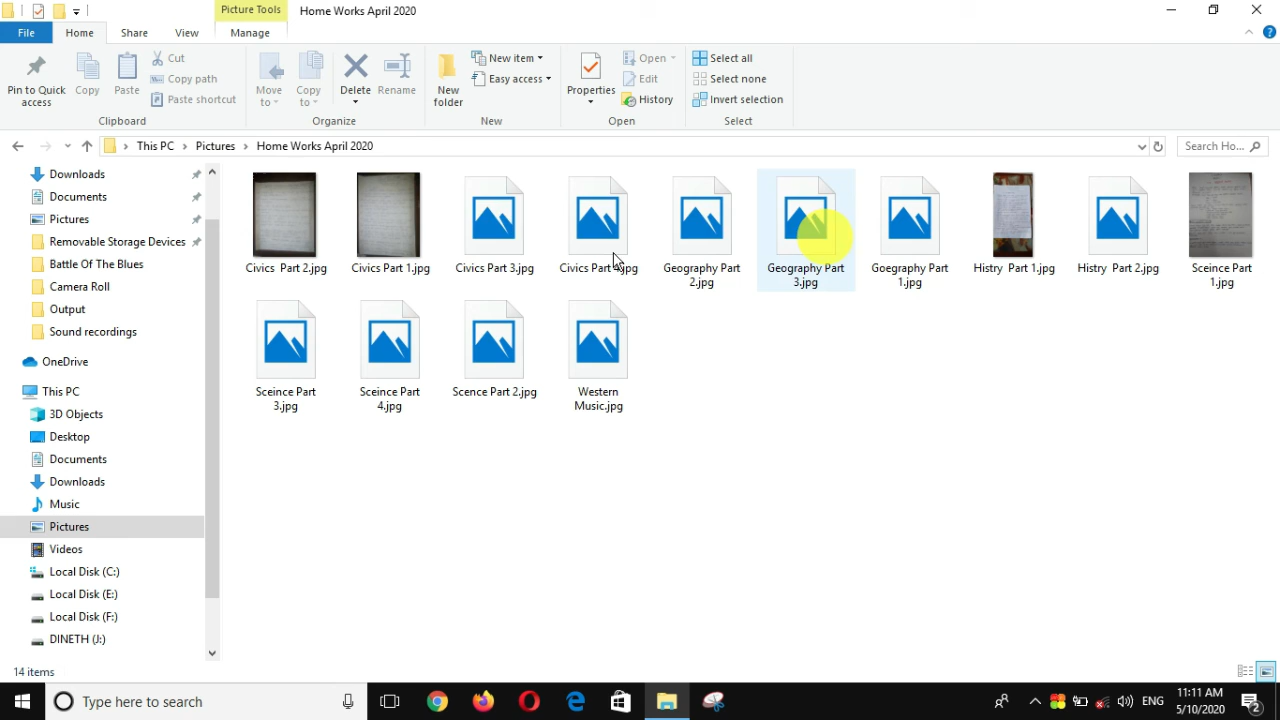 Picture Tools
Home Works April 2020
File
Home
Share
View
Manage
Pin to Quick
access
Copy
Paste
Cut
Copy path
Paste shortcut
Clipboard
Move
to
Copy
to
Delete
Rename
Organize
New
folder
New item
Easy access
New
Properties
Open
Edit
History
Open
Select all
Select none
Invert selection
Select
This PC
Pictures
Home Works April 2020
Search Ho...
Downloads
Documents
Pictures
Removable Storage Devices
Battle Of The Blues
Camera Roll
Output
Sound recordings
OneDrive
This PC
3D Objects
Desktop
Documents
Downloads
Music
Pictures
Videos
Local Disk (C:)
Local Disk (E:)
Local Disk (F:)
DINETH (J:)
Civics Part 2.jpg
Civics Part 1.jpg
Civics Part 3.jpg
Civics Part 4.jpg
Geography Part
2.jpg
Geography Part
3.jpg
Goegraphy Part
1.jpg
Histry Part 1.jpg
Histry Part 2.jpg
Sceince Part
1.jpg
Sceince Part
3.jpg
Sceince Part
4.jpg
Scence Part 2.jpg
Western
Music.jpg
14 items
Type here to search
ENG
11:11 AM
5/10/2020
2